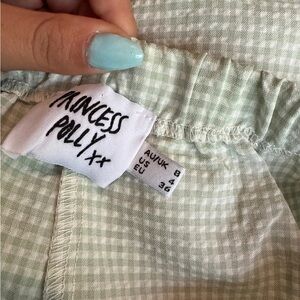 PRINCESS
POLLY xx
AU/UK 8
US 4
EU 36